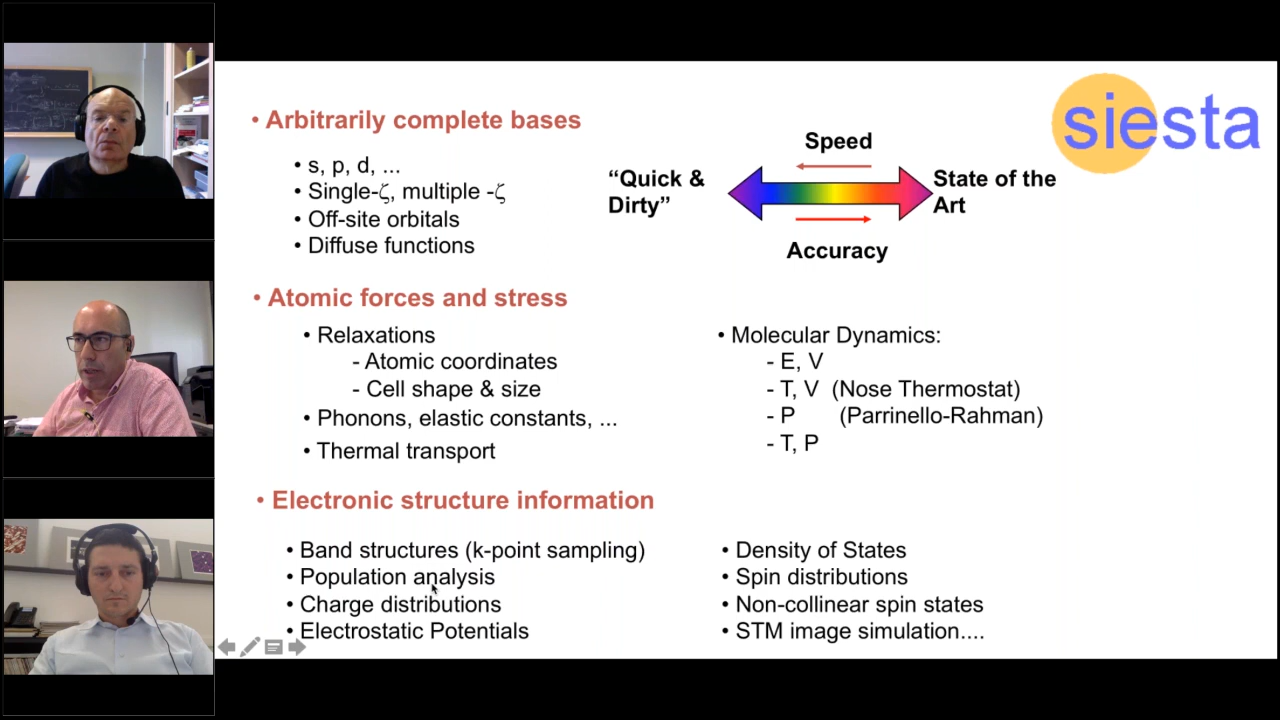 siesta
• Arbitrarily complete bases
• s, p, d, ...
• Single-ζ, multiple -ζ
• Off-site orbitals
• Diffuse functions
Speed
“Quick &
Dirty”
State of the
Art
Accuracy
• Atomic forces and stress
• Relaxations
- Atomic coordinates
- Cell shape & size
• Phonons, elastic constants, ...
• Thermal transport
• Molecular Dynamics:
- E, V
- T, V (Nose Thermostat)
- P (Parrinello-Rahman)
- T, P
• Electronic structure information
• Band structures (k-point sampling)
• Population analysis
• Charge distributions
• Electrostatic Potentials
• Density of States
• Spin distributions
• Non-collinear spin states
• STM image simulation....